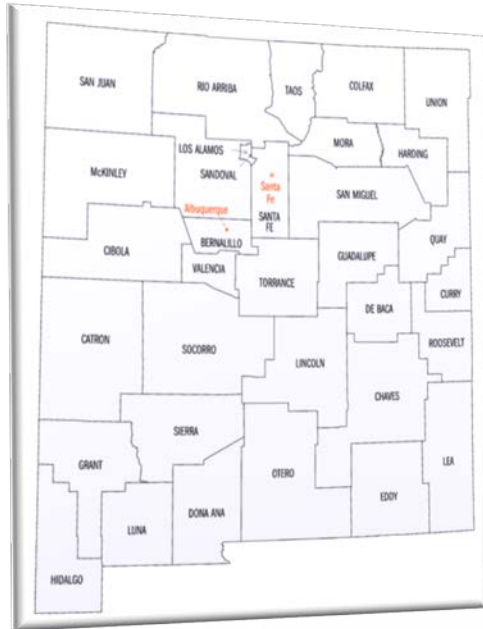 SAN JUAN
RIO ARRIBA
TAOS
COLFAX
UNION
LOS ALAMOS
MORA
HARDING
McKINLEY
SANDOVAL
Santa
Fe
SAN MIGUEL
Albuquerque
SANTA
FE
BERNALILLO
QUAY
CIBOLA
VALENCIA
GUADALUPE
TORRANCE
CURRY
DE BACA
CATRON
SOCORRO
LINCOLN
ROOSEVELT
CHAVES
SIERRA
GRANT
OTERO
LEA
EDDY
LUNA
DONA ANA
HIDALGO